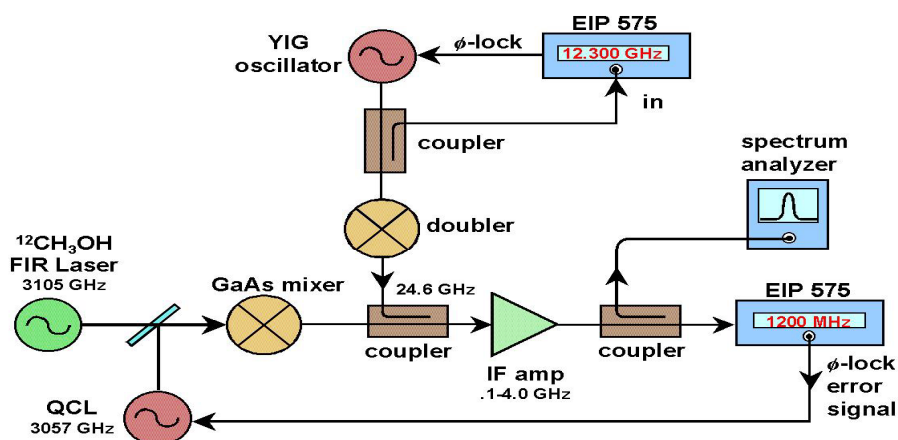 EIP 575
YIG
oscillator
ϕ-lock
12.300 GHz
in
coupler
spectrum
analyzer
doubler
¹²CH₃OH
FIR Laser
3105 GHz
GaAs mixer
24.6 GHz
EIP 575
1200 MHz
coupler
coupler
IF amp
.1-4.0 GHz
ϕ-lock
error
signal
QCL
3057 GHz